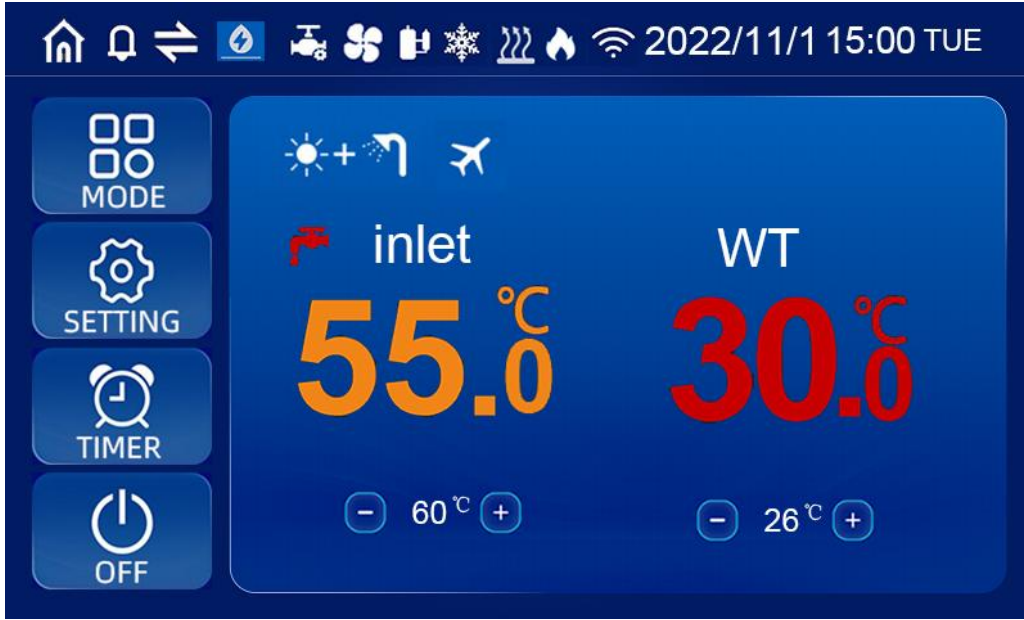 2022/11/1 15:00 TUE
MODE
SETTING
TIMER
OFF
inlet
WT
55.0℃
30.0℃
- 60℃ +
- 26℃ +